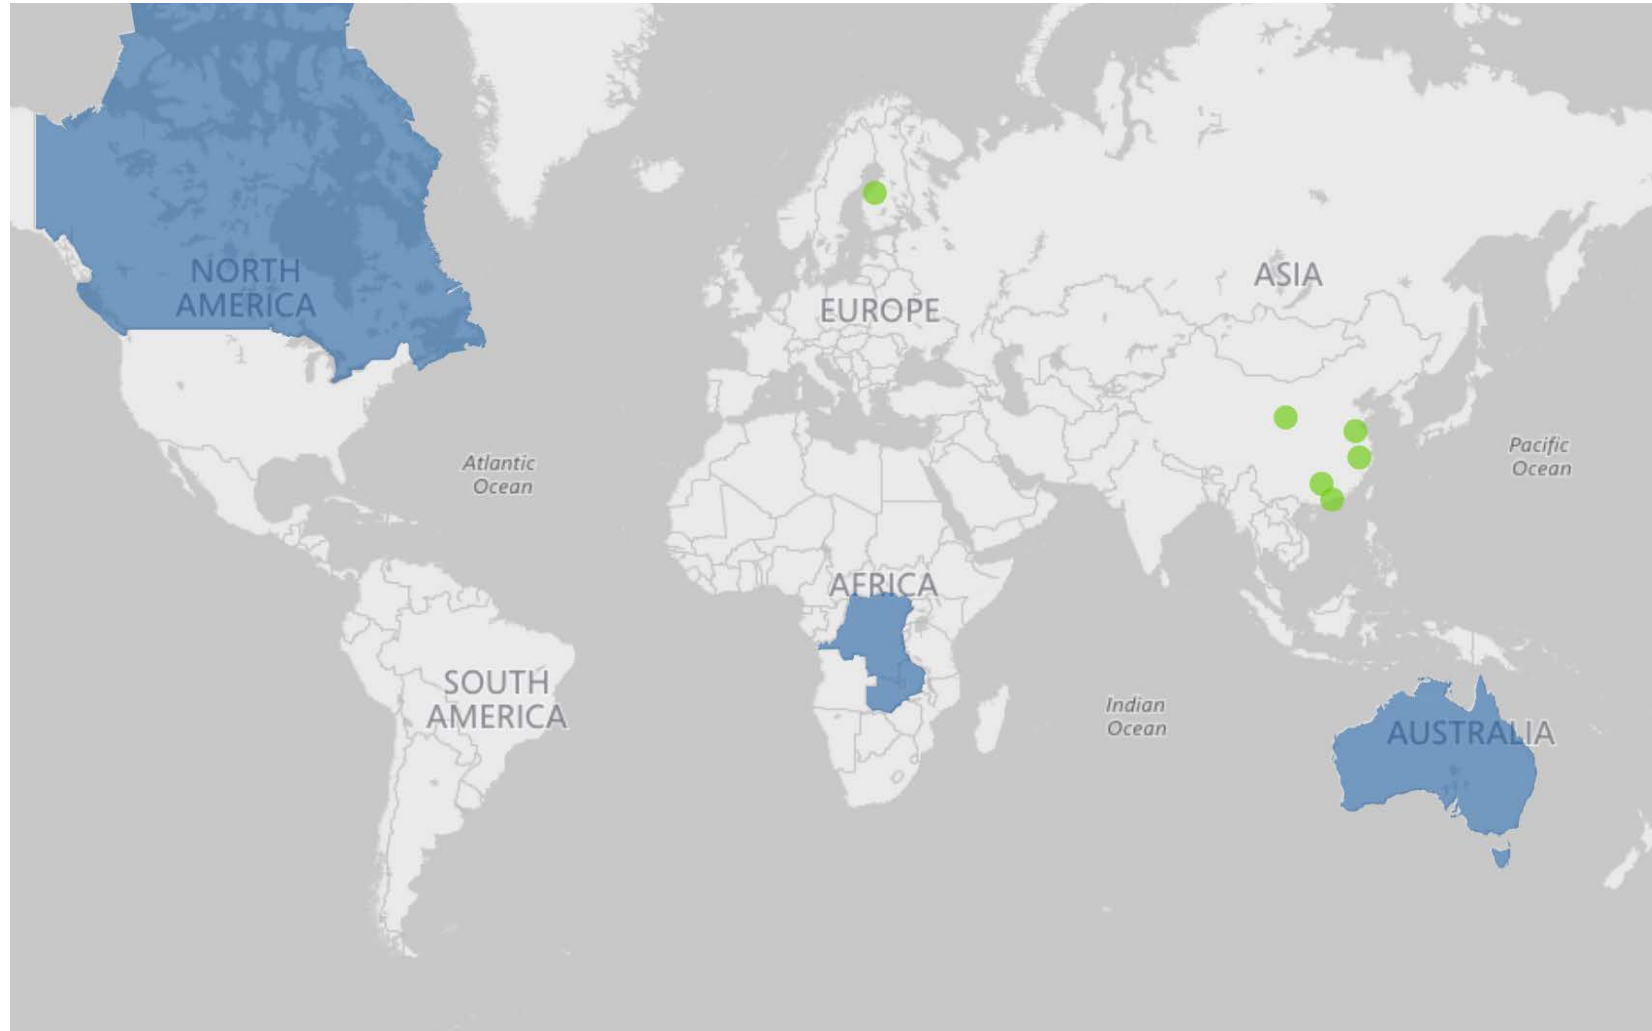 NORTH
AMERICA
ASIA
EUROPE
Atlantic
Ocean
Pacific
Ocean
AFRICA
SOUTH
AMERICA
Indian
Ocean
AUSTRALIA